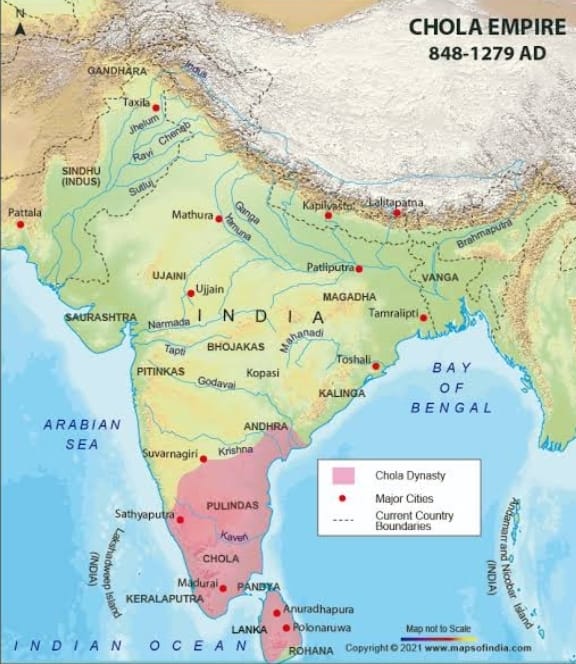 N
CHOLA EMPIRE
848-1279 AD
GANDHARA
Indus
Taxila
Jhelum
Chenab
Ravi
SINDHU
(INDUS)
Sutluj
Pattala
Mathura
Ganga
Yamuna
Kapilvastu
Lalitapatna
Brahmaputra
Patliputra
VANGA
UJAINI
Ujjain
MAGADHA
SAURASHTRA
INDIA
Tamralipti
Narmada
Tapti
BHOJAKAS
Mahanadi
PITINKAS
Kopasi
Toshali
Godavai
KALINGA
BAY
OF
BENGAL
ARABIAN
SEA
ANDHRA
Suvarnagiri
Krishna
Chola Dynasty
Major Cities
Current Country
Boundaries
PULINDAS
Sathyaputra
Kaveri
Lakshadweep Island
(INDIA)
Andamarr and Nicobar Island
(INDIA)
CHOLA
Madurai
PANDYA
KERALAPUTRA
Anuradhapura
LANKA
Polonaruwa
ROHANA
INDIAN OCEAN
Map not to Scale
Copyright © 2021 www.mapsofindia.com